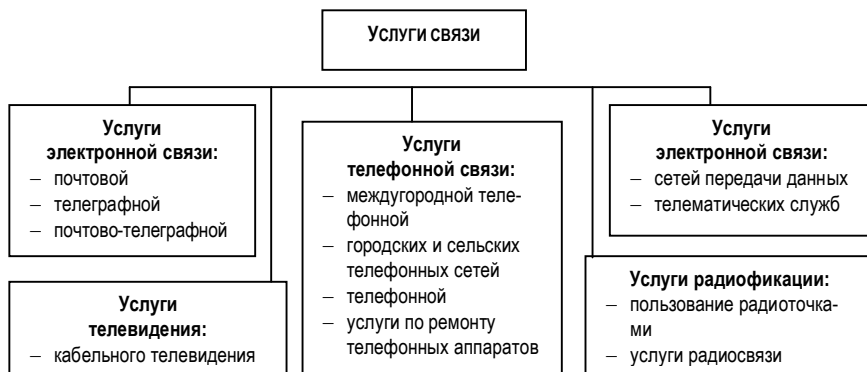 УСЛУГИ СВЯЗИ
Услуги
электронной связи:
– почтовой
– телеграфной
– почтово-телеграфной
Услуги
телевидения:
– кабельного телевидения
Услуги
телефонной связи:
– междугородной теле-
фонной
– городских и сельских
телефонных сетей
– телефонной
– услуги по ремонту
телефонных аппаратов
Услуги
электронной связи:
– сетей передачи данных
– телематических служб
Услуги радиофикации:
– пользование радиоточка-
ми
– услуги радиосвязи